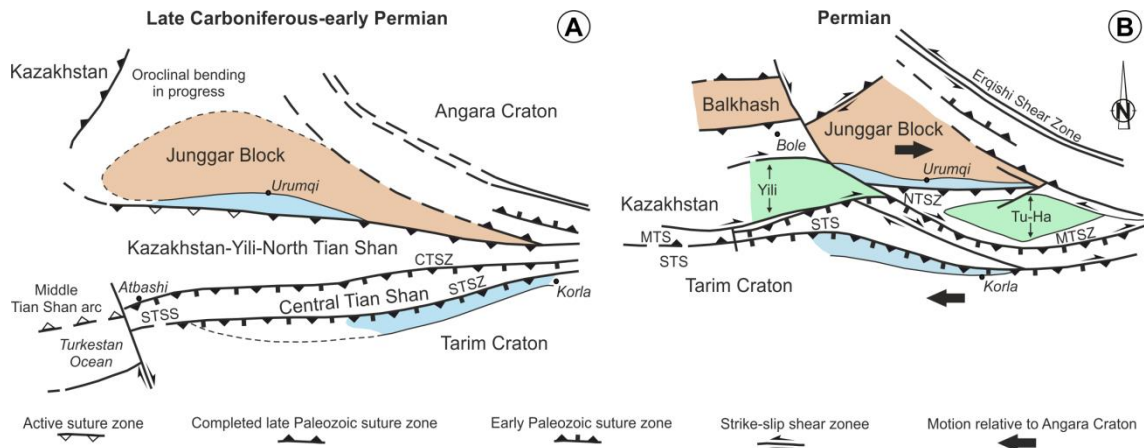 Late Carboniferous-early Permian
A
Kazakhstan
Oroclinal bending
in progress
Angara Craton
Junggar Block
Urumqi
Kazakhstan-Yili-North Tian Shan
CTSZ
Atbashi
Middle
Tian Shan arc
Central Tian Shan
STSZ
Korla
STSS
Turkestan
Ocean
Tarim Craton
Permian
B
N
Erqishi Shear Zone
Balkhash
Junggar Block
Bole
Urumqi
Yili
Kazakhstan
NTSZ
Tu-Ha
MTS
STS
STS
MTSZ
Tarim Craton
Korla
Active suture zone
Completed late Paleozoic suture zone
Early Paleozoic suture zone
Strike-slip shear zonee
Motion relative to Angara Craton